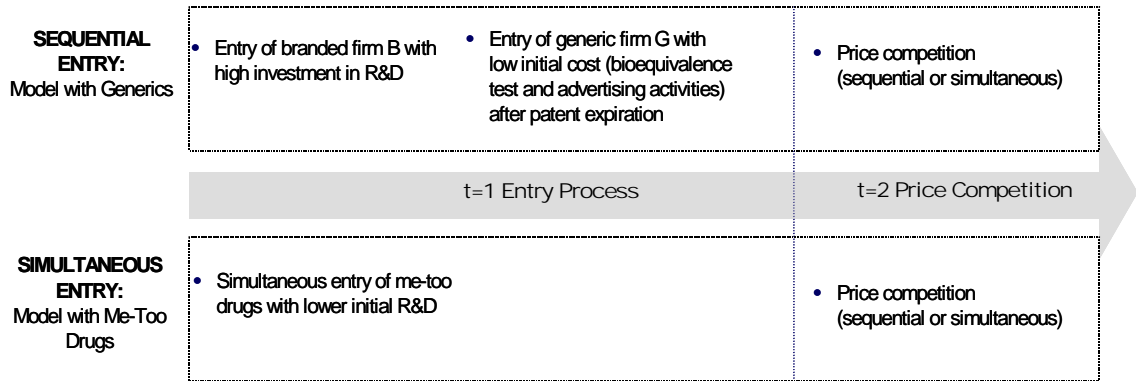 SEQUENTIAL
ENTRY:
Model with Generics
• Entry of branded firm B with
high investment in R&D
• Entry of generic firm G with
low initial cost (bioequivalence
test and advertising activities)
after patent expiration
• Price competition
(sequential or simultaneous)
t=1 Entry Process
t=2 Price Competition
SIMULTANEOUS
ENTRY:
Model with Me-Too
Drugs
• Simultaneous entry of me-too
drugs with lower initial R&D
• Price competition
(sequential or simultaneous)